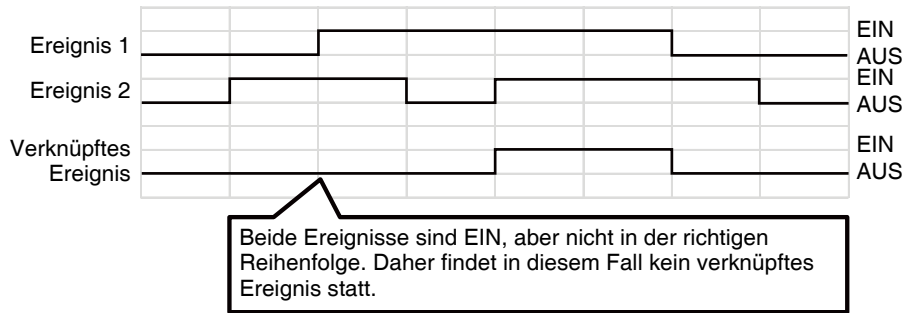 Ereignis 1
EIN
AUS
Ereignis 2
EIN
AUS
Verknüpftes
Ereignis
EIN
AUS
Beide Ereignisse sind EIN, aber nicht in der richtigen
Reihenfolge. Daher findet in diesem Fall kein verknüpftes
Ereignis statt.